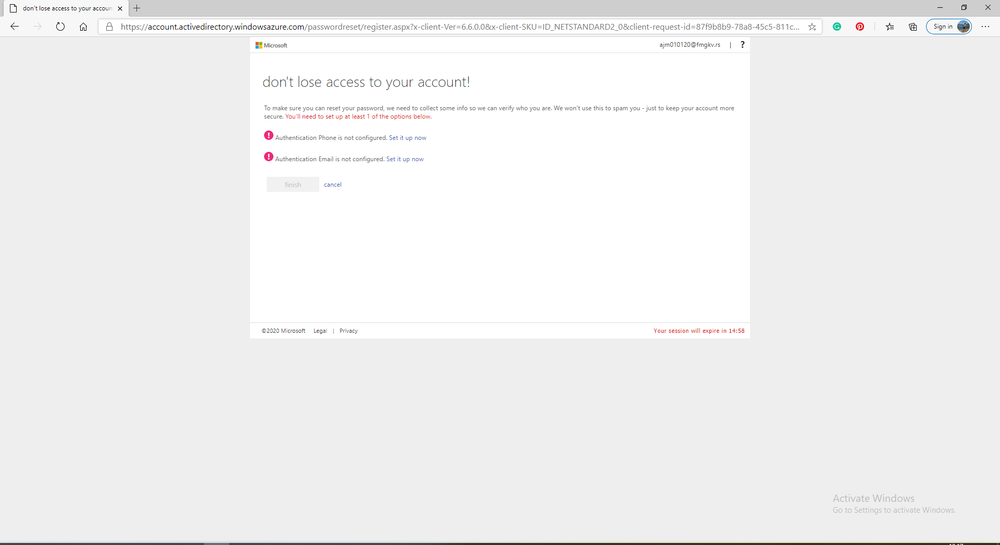 don't lose access to your accoun
https://account.activedirectory.windowsazure.com/passwordreset/register.aspx?x-client-Ver=6.6.0.0&x-client-SKU=ID_NETSTANDARD2_0&client-request-id=87f9b8b9-78a8-45c5-811c...
Sign in
Microsoft
ajm010120@fmgkv.rs | ?
don't lose access to your account!
To make sure you can reset your password, we need to collect some info so we can verify who you are. We won't use this to spam you - just to keep your account more
secure. You'll need to set up at least 1 of the options below.
! Authentication Phone is not configured. Set it up now
! Authentication Email is not configured. Set it up now
finish cancel
©2020 Microsoft Legal | Privacy
Your session will expire in 14:58
Activate Windows
Go to Settings to activate Windows.